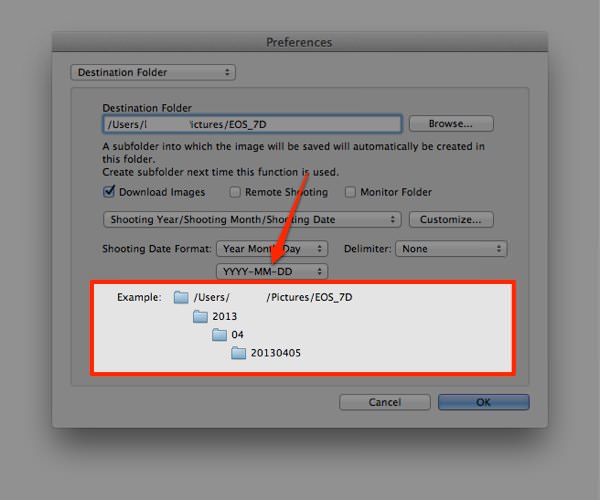 Preferences
Destination Folder
Destination Folder
/Users/ ictures/EOS_7D
Browse...
A subfolder into which the image will be saved will automatically be created in
this folder.
Create subfolder next time this function is used.
Download Images
Remote Shooting
Monitor Folder
Shooting Year/Shooting Month/Shooting Date
Customize...
Shooting Date Format:
Year Month Day
Delimiter:
None
YYYY-MM-DD
Example:
/Users/ /Pictures/EOS_7D
2013
04
20130405
Cancel
OK